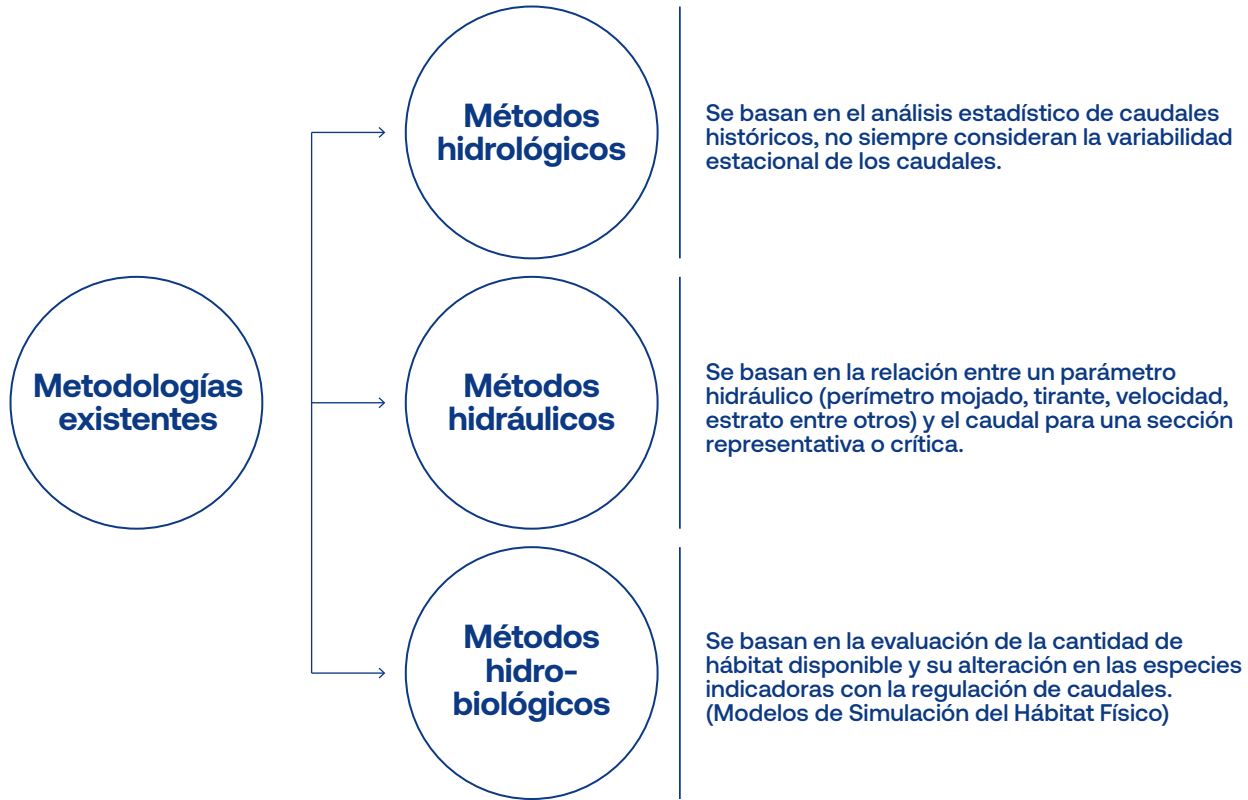 Metodologías
existentes
Métodos
hidrológicos
Se basan en el análisis estadístico de caudales
históricos, no siempre consideran la variabilidad
estacional de los caudales.
Métodos
hidráulicos
Se basan en la relación entre un parámetro
hidráulico (perímetro mojado, tirante, velocidad,
estrato entre otros) y el caudal para una sección
representativa o crítica.
Métodos
hidro-
biológicos
Se basan en la evaluación de la cantidad de
hábitat disponible y su alteración en las especies
indicadoras con la regulación de caudales.
(Modelos de Simulación del Hábitat Físico)